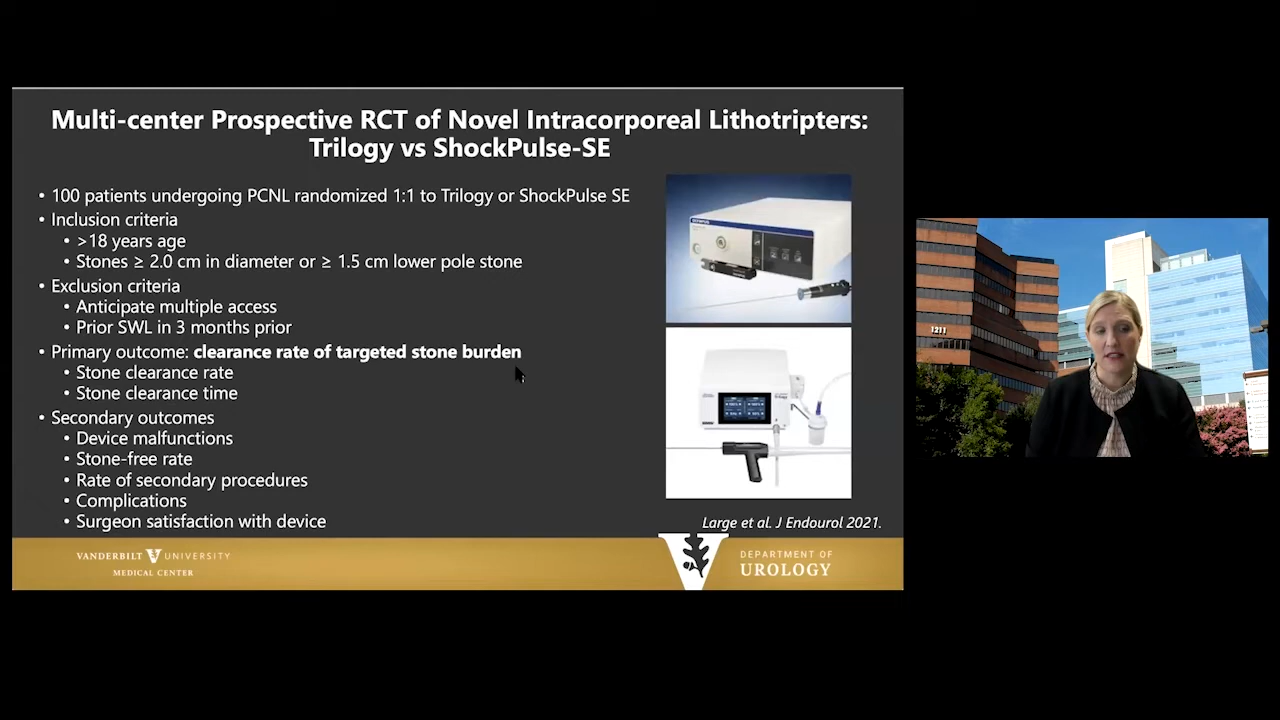 Multi-center Prospective RCT of Novel Intracorporeal Lithotripters:
Trilogy vs ShockPulse-SE
• 100 patients undergoing PCNL randomized 1:1 to Trilogy or ShockPulse SE
• Inclusion criteria
• >18 years age
• Stones ≥ 2.0 cm in diameter or ≥ 1.5 cm lower pole stone
• Exclusion criteria
• Anticipate multiple access
• Prior SWL in 3 months prior
• Primary outcome: clearance rate of targeted stone burden
• Stone clearance rate
• Stone clearance time
• Secondary outcomes
• Device malfunctions
• Stone-free rate
• Rate of secondary procedures
• Complications
• Surgeon satisfaction with device
OLYMPUS
Large et al. J Endourol 2021.
VANDERBILT V UNIVERSITY
MEDICAL CENTER
DEPARTMENT OF
UROLOGY
1211